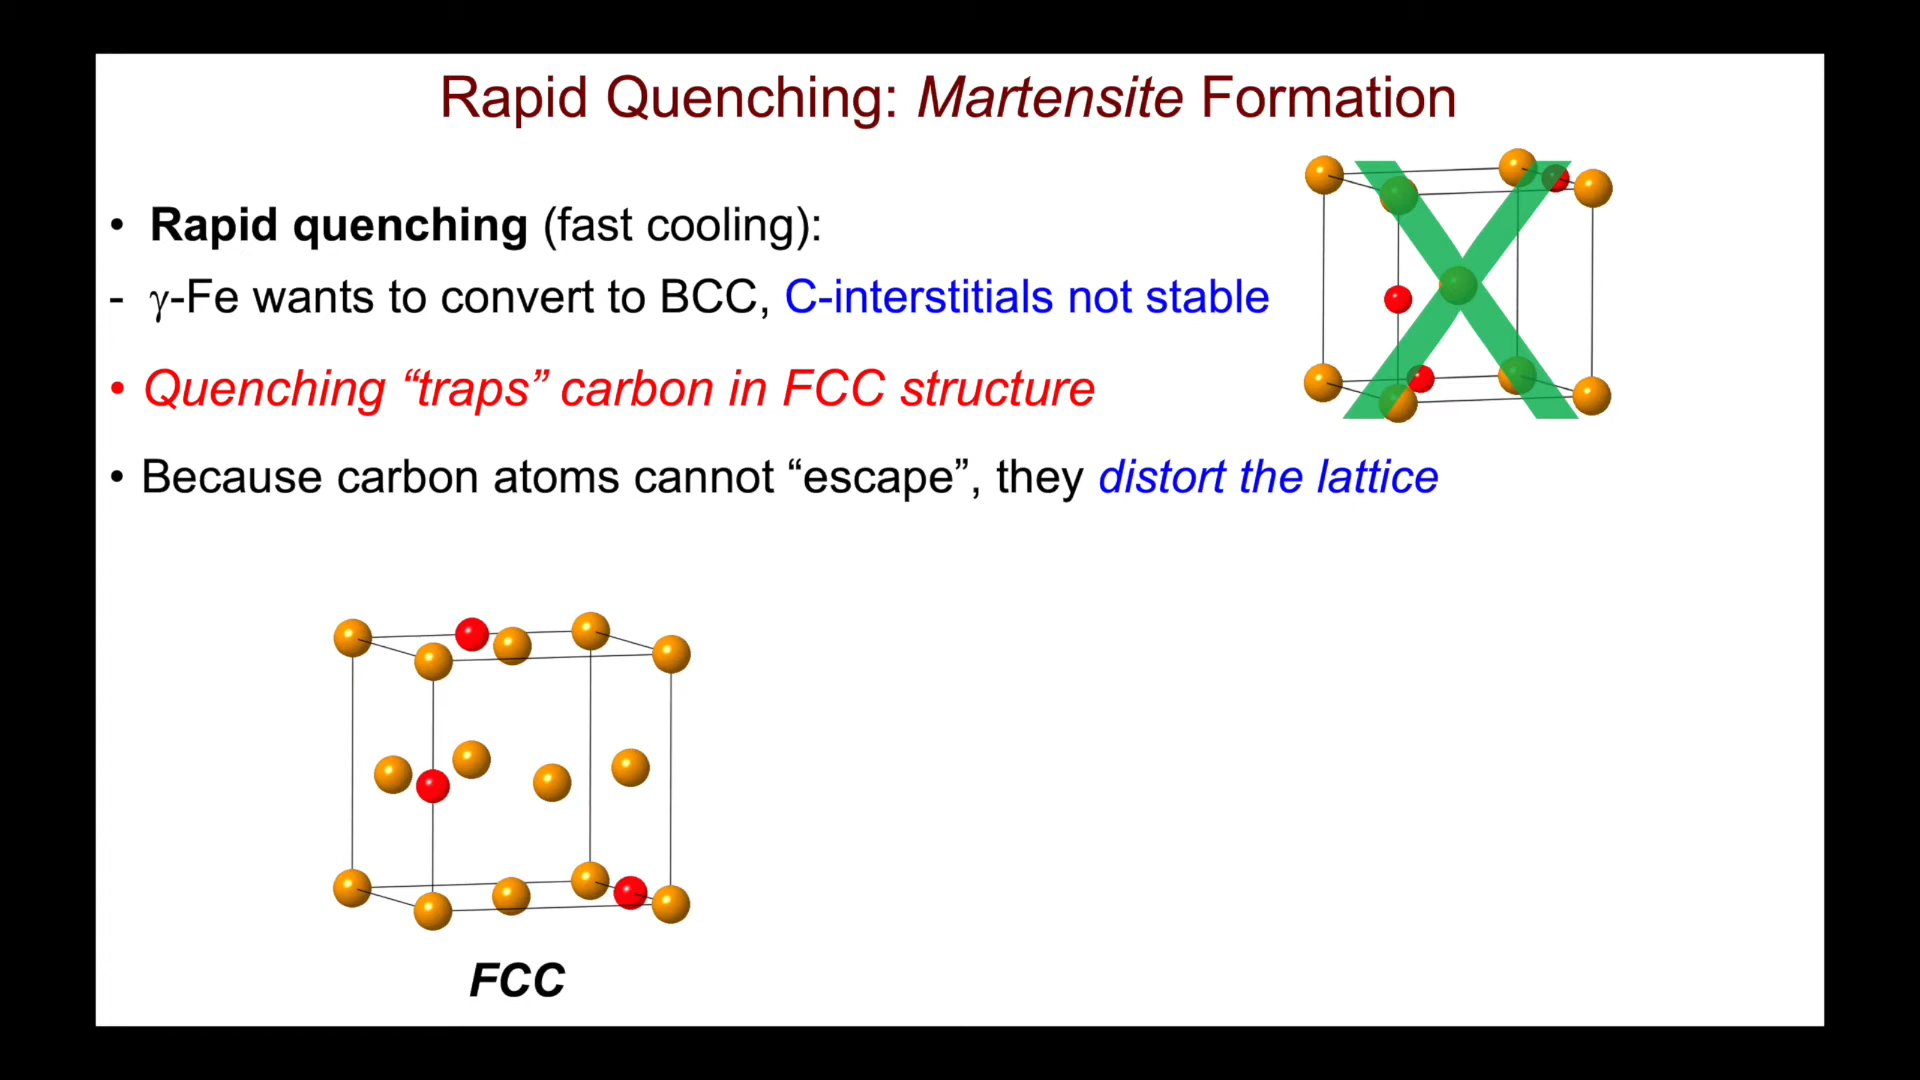 Rapid Quenching: Martensite Formation
• Rapid quenching (fast cooling):
- γ-Fe wants to convert to BCC, C-interstitials not stable
• Quenching “traps” carbon in FCC structure
• Because carbon atoms cannot “escape”, they distort the lattice
FCC